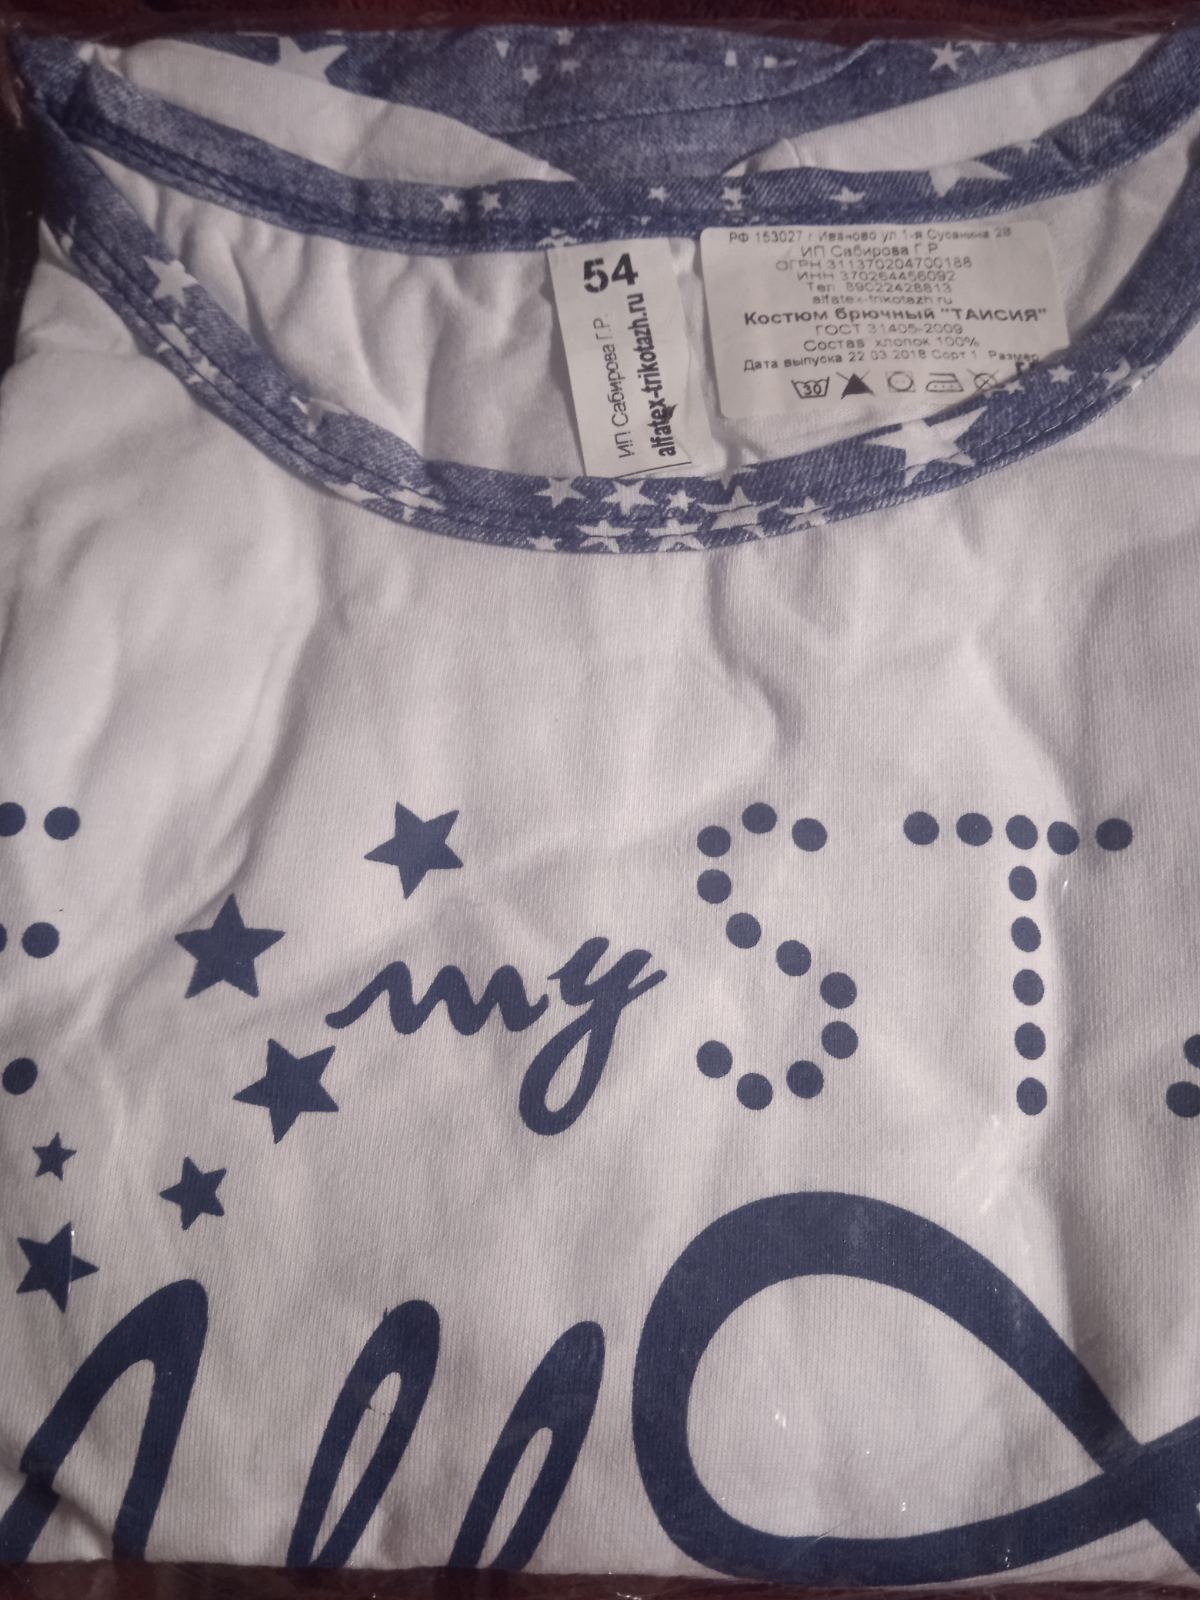 54
ИП Сабирова Г.Р.
alfatex-trikotazh.ru
РФ 153027 г Иваново ул.1-я Сусанина 28
ИП Сабирова Г Р
ОГРН 311370204700188
ИНН 370264456092
Тел 89022428813
alfatex-trikotazh ru
Костюм брючный "ТАИСИЯ"
ГОСТ 31405-2009
Состав хлопок 100%
Дата выпуска 22 03 2018 Сорт 1 Размер
30
my ST